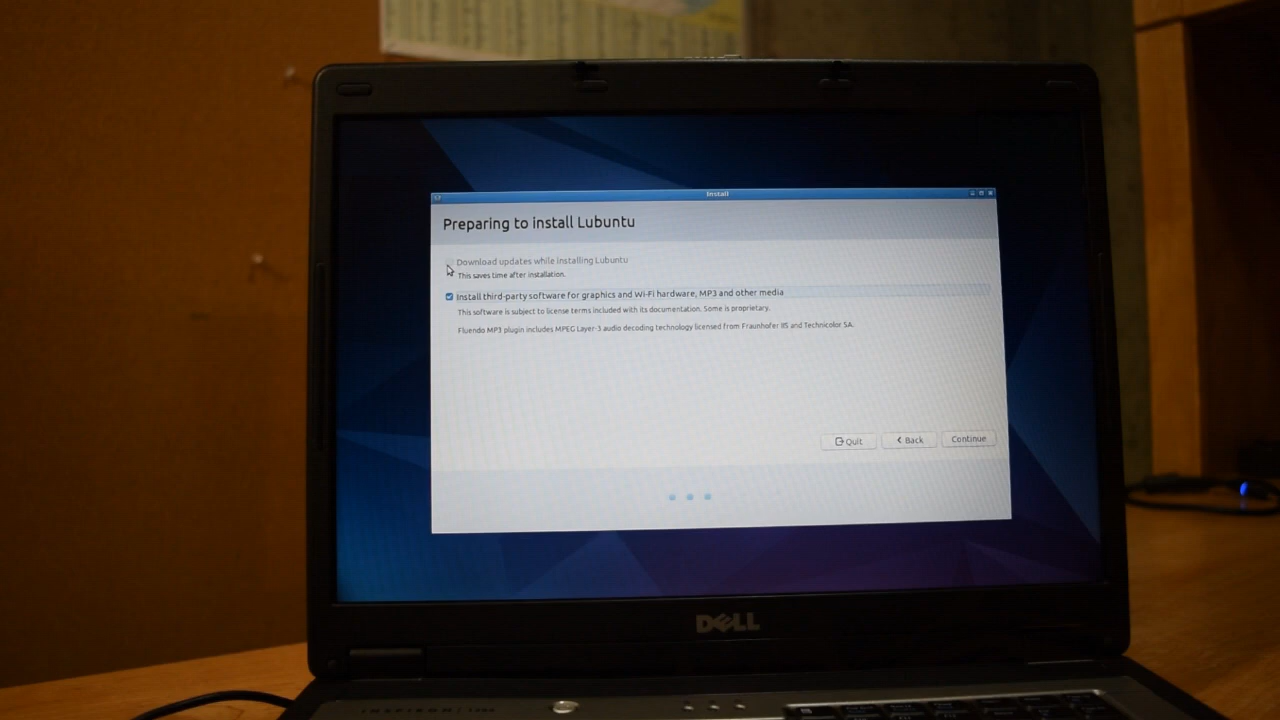 Install
Preparing to install Lubuntu
Download updates while installing Lubuntu
This saves time after installation.
Install third-party software for graphics and Wi-Fi hardware, MP3 and other media
This software is subject to license terms included with its documentation. Some is proprietary.
Fluendo MP3 plugin includes MPEG Layer-3 audio decoding technology licensed from Fraunhofer IIS and Technicolor SA.
Quit
Back
Continue
DELL
INSPIRON